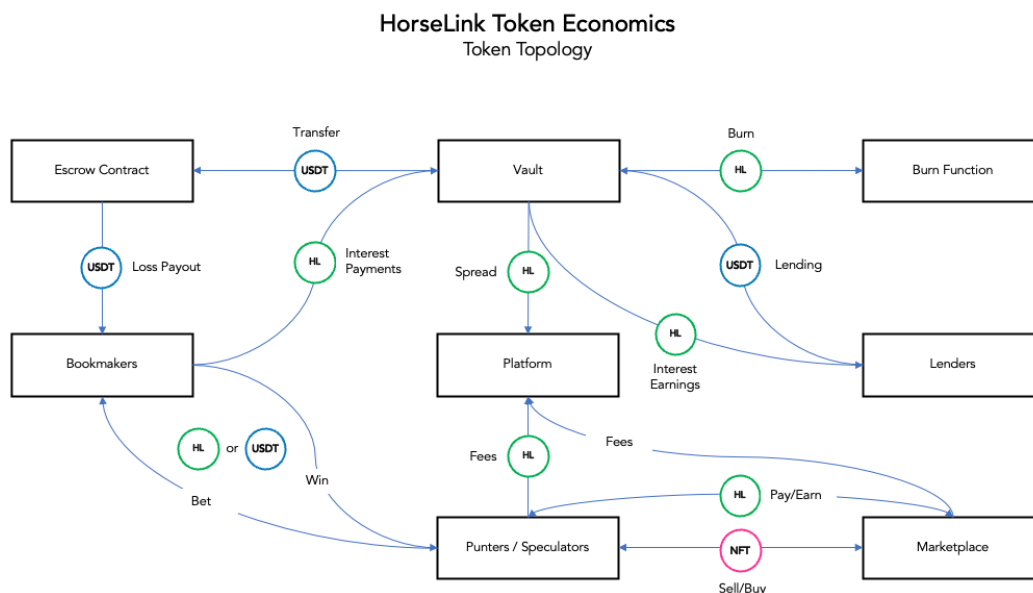 HorseLink Token Economics
Token Topology
Transfer
Burn
Escrow Contract
USDT
Vault
HL
Burn Function
USDT
Loss Payout
HL
Interest
Payments
Spread
HL
USDT
Lending
HL
Bookmakers
Platform
Interest
Earnings
Lenders
HL
or
USDT
Fees
HL
Fees
Win
Bet
HL
Pay/Earn
Punters / Speculators
NFT
Marketplace
Sell/Buy